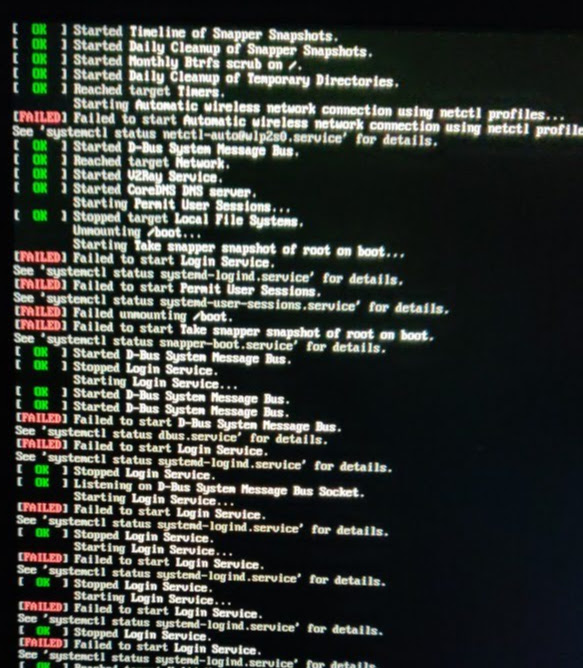 [  OK  ] Started Timeline of Snapper Snapshots.
[  OK  ] Started Daily Cleanup of Snapper Snapshots.
[  OK  ] Started Monthly Btrfs scrub on /.
[  OK  ] Started Daily Cleanup of Temporary Directories.
[  OK  ] Reached target Timers.
Starting Automatic wireless network connection using netctl profiles...
[FAILED] Failed to start Automatic wireless network connection using netctl profile
See 'systemctl status netctl-auto@wlp2s0.service' for details.
[  OK  ] Started D-Bus System Message Bus.
[  OK  ] Reached target Network.
[  OK  ] Started V2Ray Service.
[  OK  ] Started CoreDNS DNS server.
Starting Permit User Sessions...
[  OK  ] Stopped target Local File Systems.
Unmounting /boot...
Starting Take snapper snapshot of root on boot...
[FAILED] Failed to start Login Service.
See 'systemctl status systemd-logind.service' for details.
[FAILED] Failed to start Permit User Sessions.
See 'systemctl status systemd-user-sessions.service' for details.
[FAILED] Failed unmounting /boot.
[FAILED] Failed to start Take snapper snapshot of root on boot.
See 'systemctl status snapper-boot.service' for details.
[  OK  ] Started D-Bus System Message Bus.
[  OK  ] Stopped Login Service.
Starting Login Service...
[  OK  ] Started D-Bus System Message Bus.
[  OK  ] Started D-Bus System Message Bus.
[FAILED] Failed to start D-Bus System Message Bus.
See 'systemctl status dbus.service' for details.
[FAILED] Failed to start Login Service.
See 'systemctl status systemd-logind.service' for details.
[  OK  ] Stopped Login Service.
[  OK  ] Listening on D-Bus System Message Bus Socket.
Starting Login Service...
[FAILED] Failed to start Login Service.
See 'systemctl status systemd-logind.service' for details.
[  OK  ] Stopped Login Service.
Starting Login Service...
[FAILED] Failed to start Login Service.
See 'systemctl status systemd-logind.service' for details.
[  OK  ] Stopped Login Service.
Starting Login Service...
[FAILED] Failed to start Login Service.
See 'systemctl status systemd-logind.service' for details.
[  OK  ] Stopped Login Service.
[FAILED] Failed to start Login Service.
See 'systemctl status systemd-logind.service' for details.